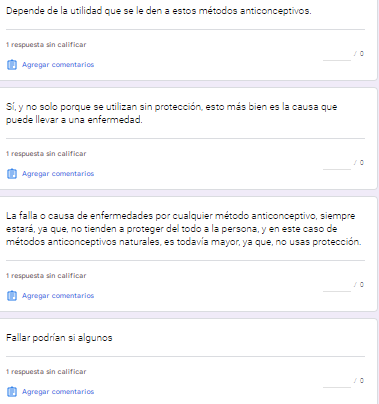 Depende de la utilidad que se le den a estos métodos anticonceptivos.
1 respuesta sin calificar
/ 0
Agregar comentarios
Sí, y no solo porque se utilizan sin protección, esto más bien es la causa que
puede llevar a una enfermedad.
1 respuesta sin calificar
/ 0
Agregar comentarios
La falla o causa de enfermedades por cualquier método anticonceptivo, siempre
estará, ya que, no tienden a proteger del todo a la persona, y en este caso de
métodos anticonceptivos naturales, es todavía mayor, ya que, no usas protección.
1 respuesta sin calificar
/ 0
Agregar comentarios
Fallar podrían si algunos
1 respuesta sin calificar
/ 0
Agregar comentarios